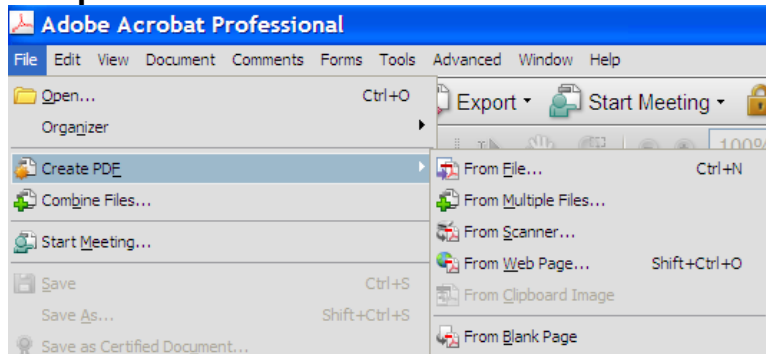 Adobe Acrobat Professional
File Edit View Document Comments Forms Tools Advanced Window Help
Open... Ctrl+O
Export Start Meeting
Organizer
100%
Create PDF
From File... Ctrl+N
Combine Files...
From Multiple Files...
Start Meeting...
From Scanner...
From Web Page... Shift+Ctrl+O
Save Ctrl+S
From Clipboard Image
Save As... Shift+Ctrl+S
From Blank Page
Save as Certified Document...